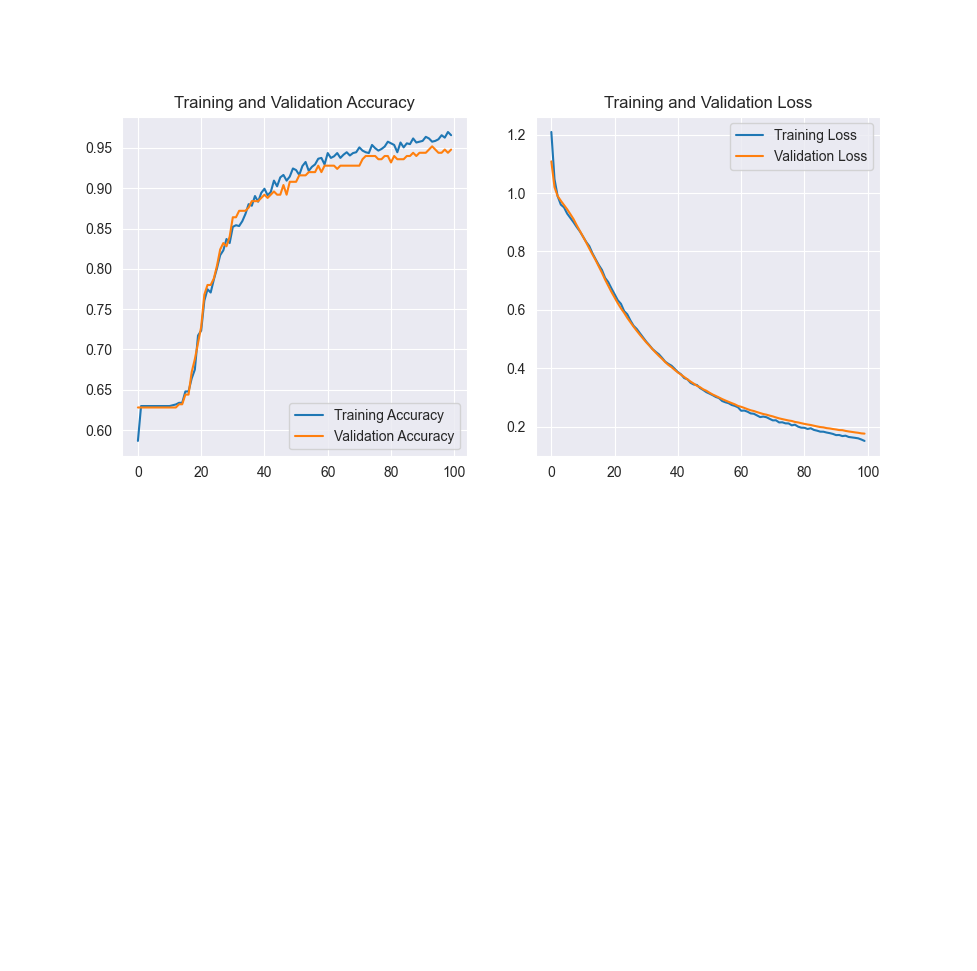 Training and Validation Accuracy
0.95
0.90
0.85
0.80
0.75
0.70
0.65
0.60
Training Accuracy
Validation Accuracy
0 20 40 60 80 100
Training and Validation Loss
1.2
1.0
0.8
0.6
0.4
0.2
Training Loss
Validation Loss
0 20 40 60 80 100